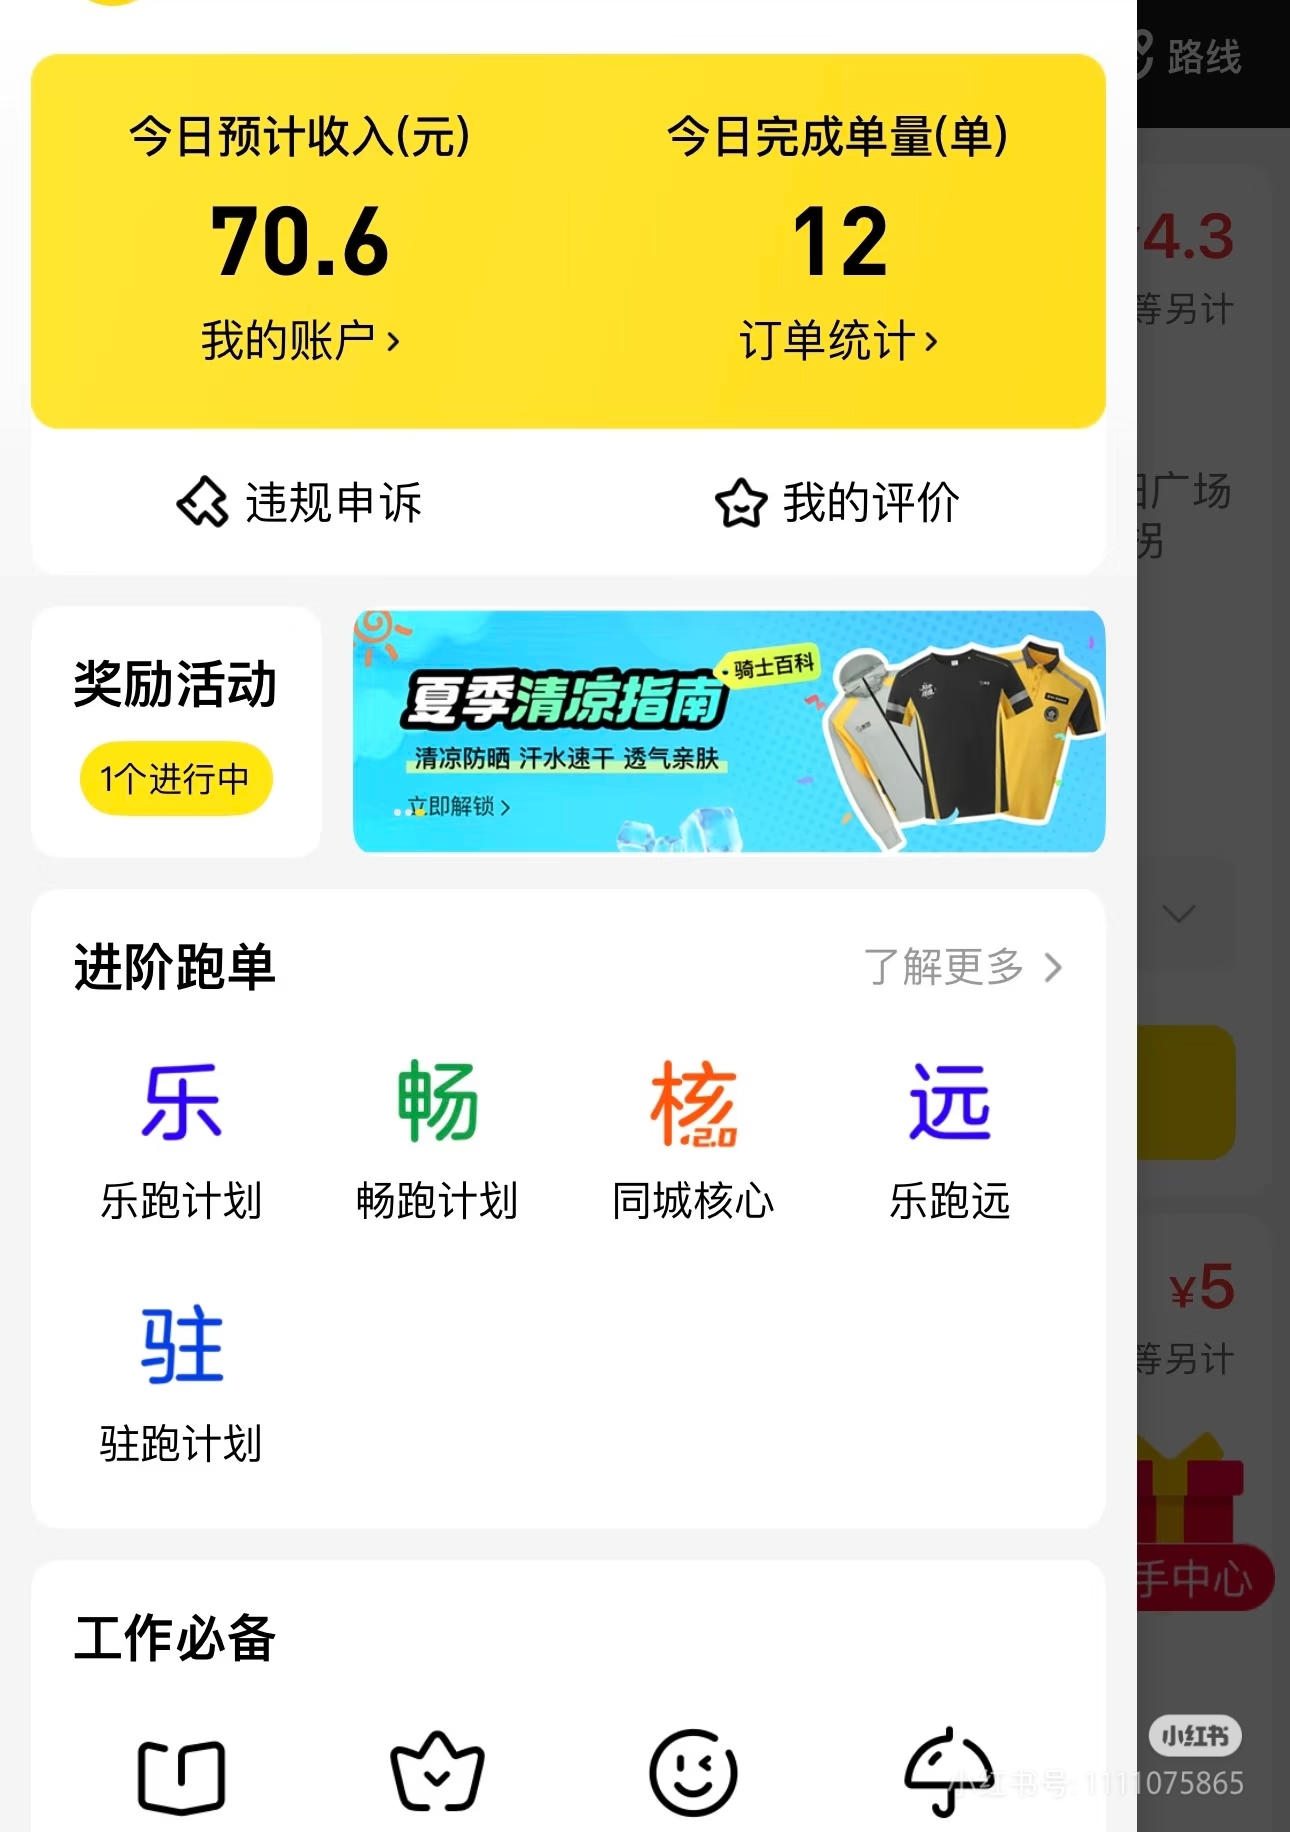 路线
今日预计收入(元)
今日完成单量(单)
70.6
12
我的账户
订单统计
4.3
等另计
违规申诉
我的评价
广场
拐
奖励活动
1个进行中
骑士百科
夏季清凉指南
清凉防晒 汗水速干 透气亲肤
立即解锁
进阶跑单
了解更多
乐
畅
核
2.0
远
乐跑计划
畅跑计划
同城核心
乐跑远
¥5
等另计
驻
驻跑计划
手中心
工作必备
小红书
小红书号: 1111075865